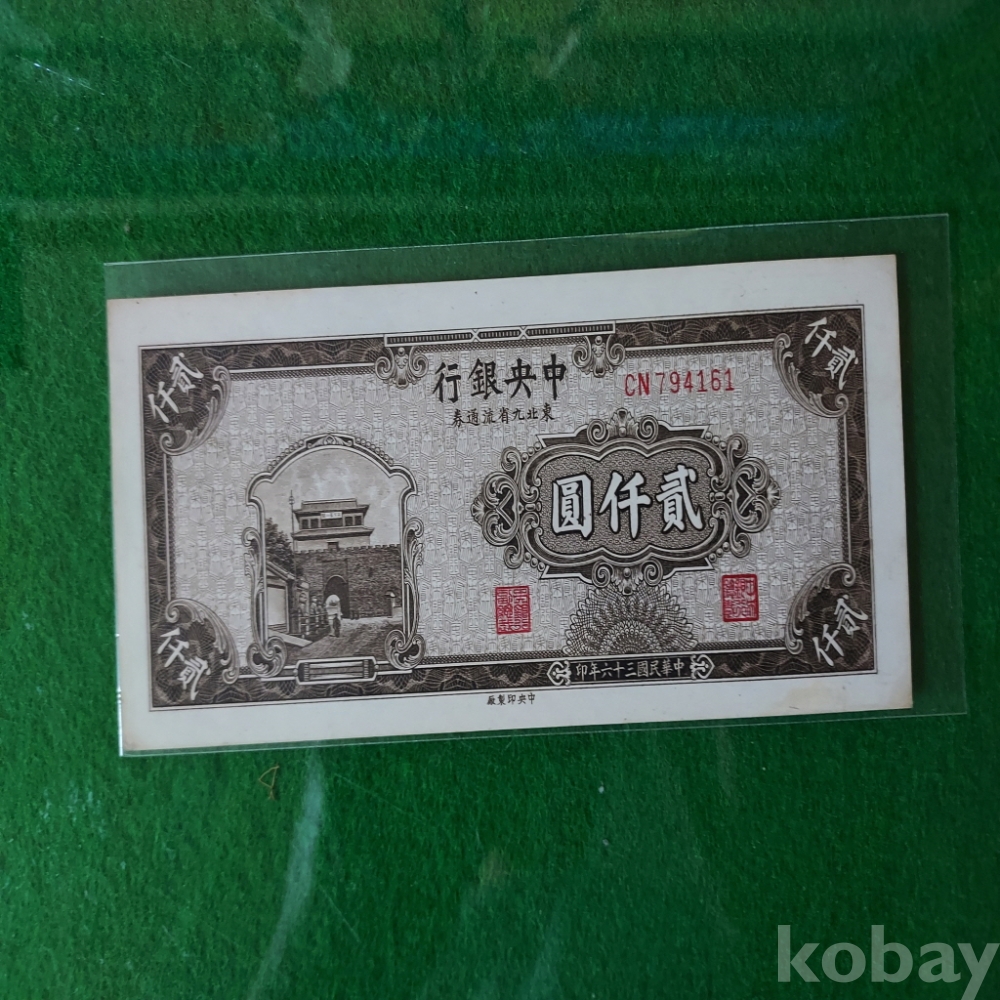 中央銀行
CN794161
東北九省流通券
貳仟圓
貳仟
貳仟
貳仟
貳仟
中華民國三十六年印
中央印製廠
kobay